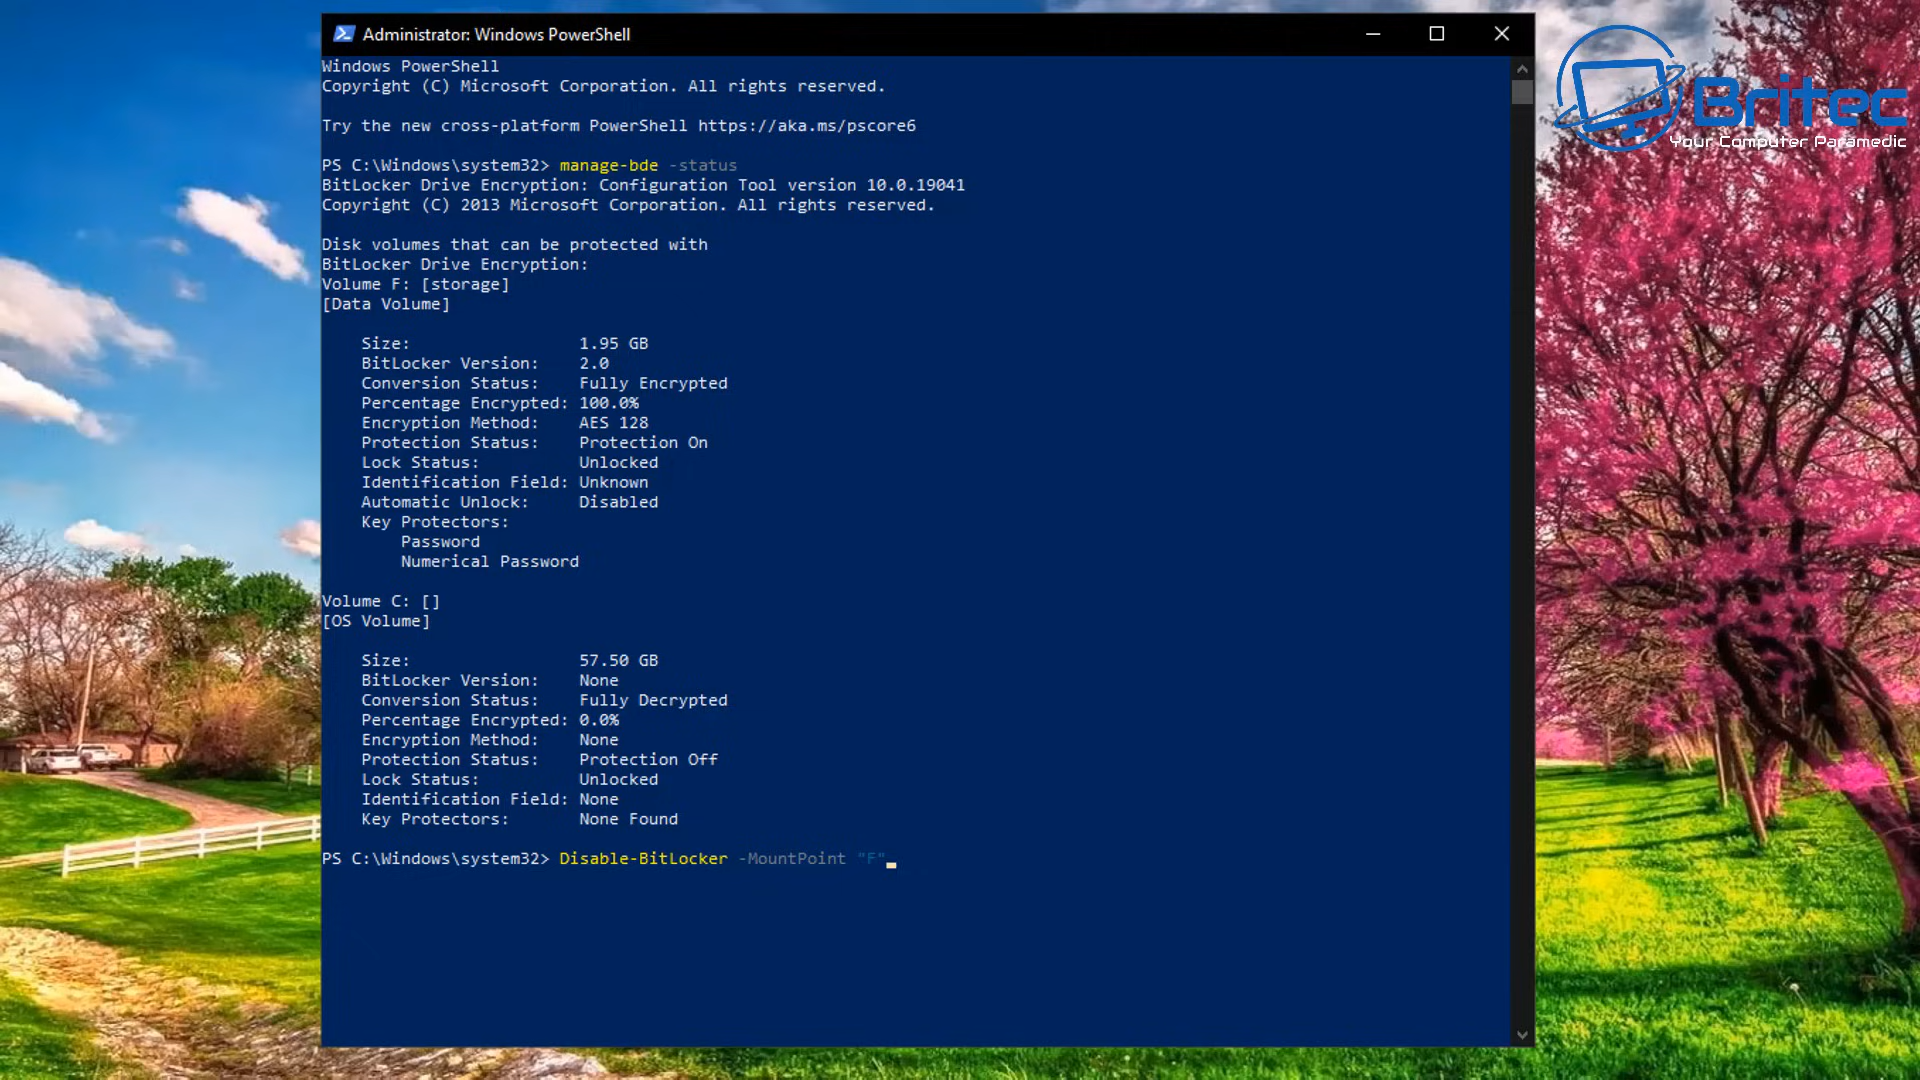 Administrator: Windows PowerShell
Windows PowerShell
Copyright (C) Microsoft Corporation. All rights reserved.
Try the new cross-platform PowerShell https://aka.ms/pscore6
PS C:\Windows\system32> manage-bde -status
BitLocker Drive Encryption: Configuration Tool version 10.0.19041
Copyright (C) 2013 Microsoft Corporation. All rights reserved.
Disk volumes that can be protected with
BitLocker Drive Encryption:
Volume F: [storage]
[Data Volume]
Size: 1.95 GB
BitLocker Version: 2.0
Conversion Status: Fully Encrypted
Percentage Encrypted: 100.0%
Encryption Method: AES 128
Protection Status: Protection On
Lock Status: Unlocked
Identification Field: Unknown
Automatic Unlock: Disabled
Key Protectors:
Password
Numerical Password
Volume C: []
[OS Volume]
Size: 57.50 GB
BitLocker Version: None
Conversion Status: Fully Decrypted
Percentage Encrypted: 0.0%
Encryption Method: None
Protection Status: Protection Off
Lock Status: Unlocked
Identification Field: None
Key Protectors: None Found
PS C:\Windows\system32> Disable-BitLocker -MountPoint "F"
Britec
Your Computer Paramedic